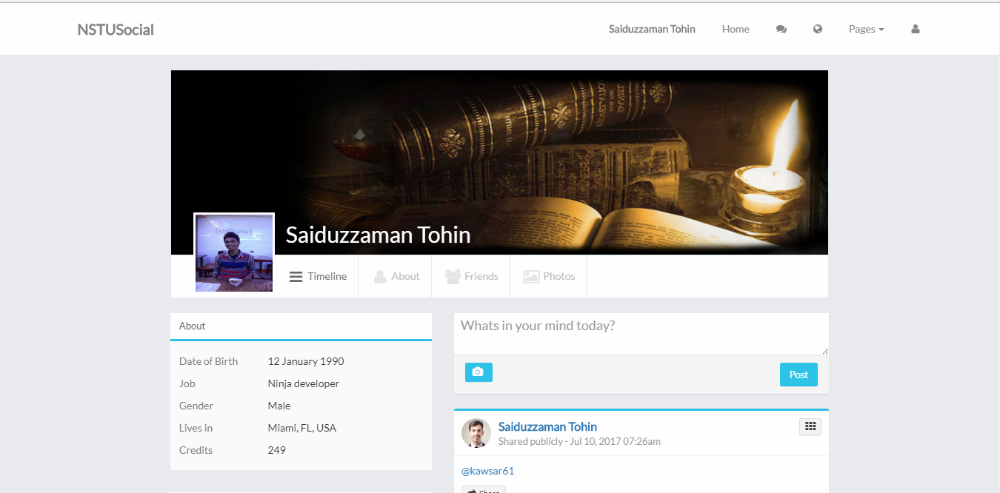 NSTUSocial
Saiduzzaman Tohin Home Pages
Saiduzzaman Tohin
Timeline About Friends Photos
About
Date of Birth 12 January 1990
Job Ninja developer
Gender Male
Lives in Miami, FL, USA
Credits 249
Whats in your mind today?
Post
Saiduzzaman Tohin
Shared publicly - Jul 10, 2017 07:26am
@kawsar61
Share